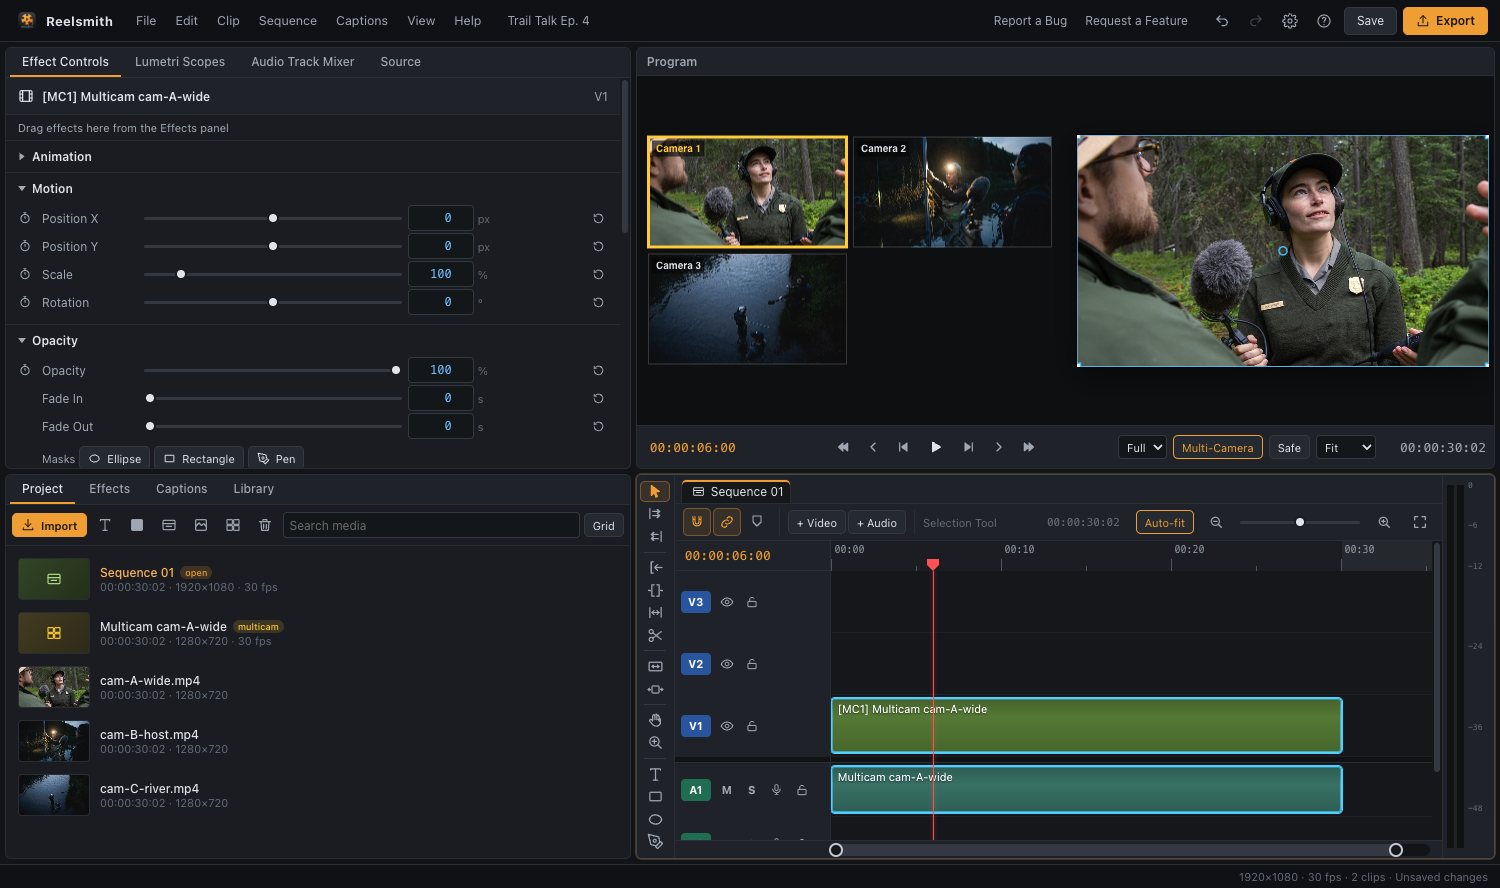 Reelsmith File Edit Clip Sequence Captions View Help Trail Talk Ep. 4 Report a Bug Request a Feature Save Export
Effect Controls Lumetri Scopes Audio Track Mixer Source
[MC1] Multicam cam-A-wide V1
Drag effects here from the Effects panel
Animation
Motion
Position X 0 px
Position Y 0 px
Scale 100 %
Rotation 0 °
Opacity
Opacity 100 %
Fade In 0 s
Fade Out 0 s
Masks Ellipse Rectangle Pen
Program
Camera 1 Camera 2
Camera 3
00:00:06:00 Full Multi-Camera Safe Fit 00:00:30:02
Project Effects Captions Library
Import Search media Grid
Sequence 01 open
00:00:30:02 · 1920×1080 · 30 fps
Multicam cam-A-wide multicam
00:00:30:02 · 1280×720 · 30 fps
cam-A-wide.mp4
00:00:30:02 · 1280×720
cam-B-host.mp4
00:00:30:02 · 1280×720
cam-C-river.mp4
00:00:30:02 · 1280×720
Sequence 01
+ Video + Audio Selection Tool 00:00:30:02 Auto-fit
00:00:06:00 00:00 00:10 00:20 00:30
V3
V2
V1 [MC1] Multicam cam-A-wide
A1 M S Multicam cam-A-wide
0
-6
-12
-24
-36
-48
1920×1080 · 30 fps · 2 clips · Unsaved changes